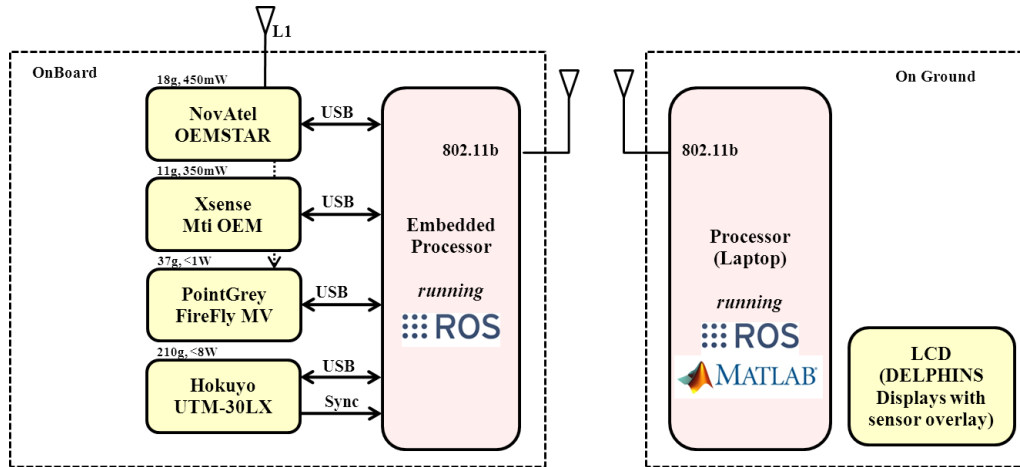 L1
OnBoard
18g, 450mW
NovAtel
OEMSTAR
USB
11g, 350mW
Xsense
Mti OEM
USB
37g, <1W
PointGrey
FireFly MV
USB
210g, <8W
Hokuyo
UTM-30LX
USB
Sync
802.11b
Embedded
Processor
running
ROS
On Ground
802.11b
Processor
(Laptop)
running
ROS
MATLAB
LCD
(DELPHINS
Displays with
sensor overlay)